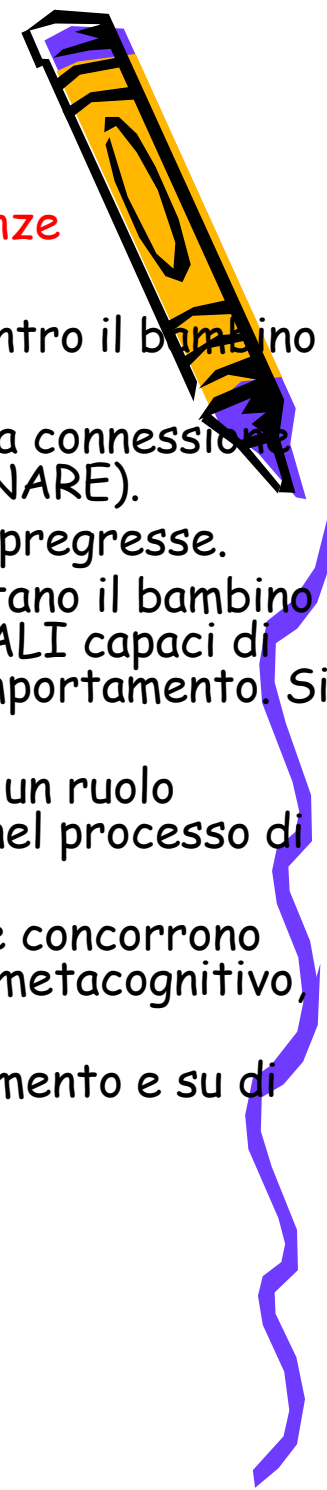 nze
ntro il bambino
a connessione
NARE).
pregresse.
tano il bambino
ALI capaci di
mportamento. Si
un ruolo
nel processo di
e concorrono
metacognitivo,
mento e su di